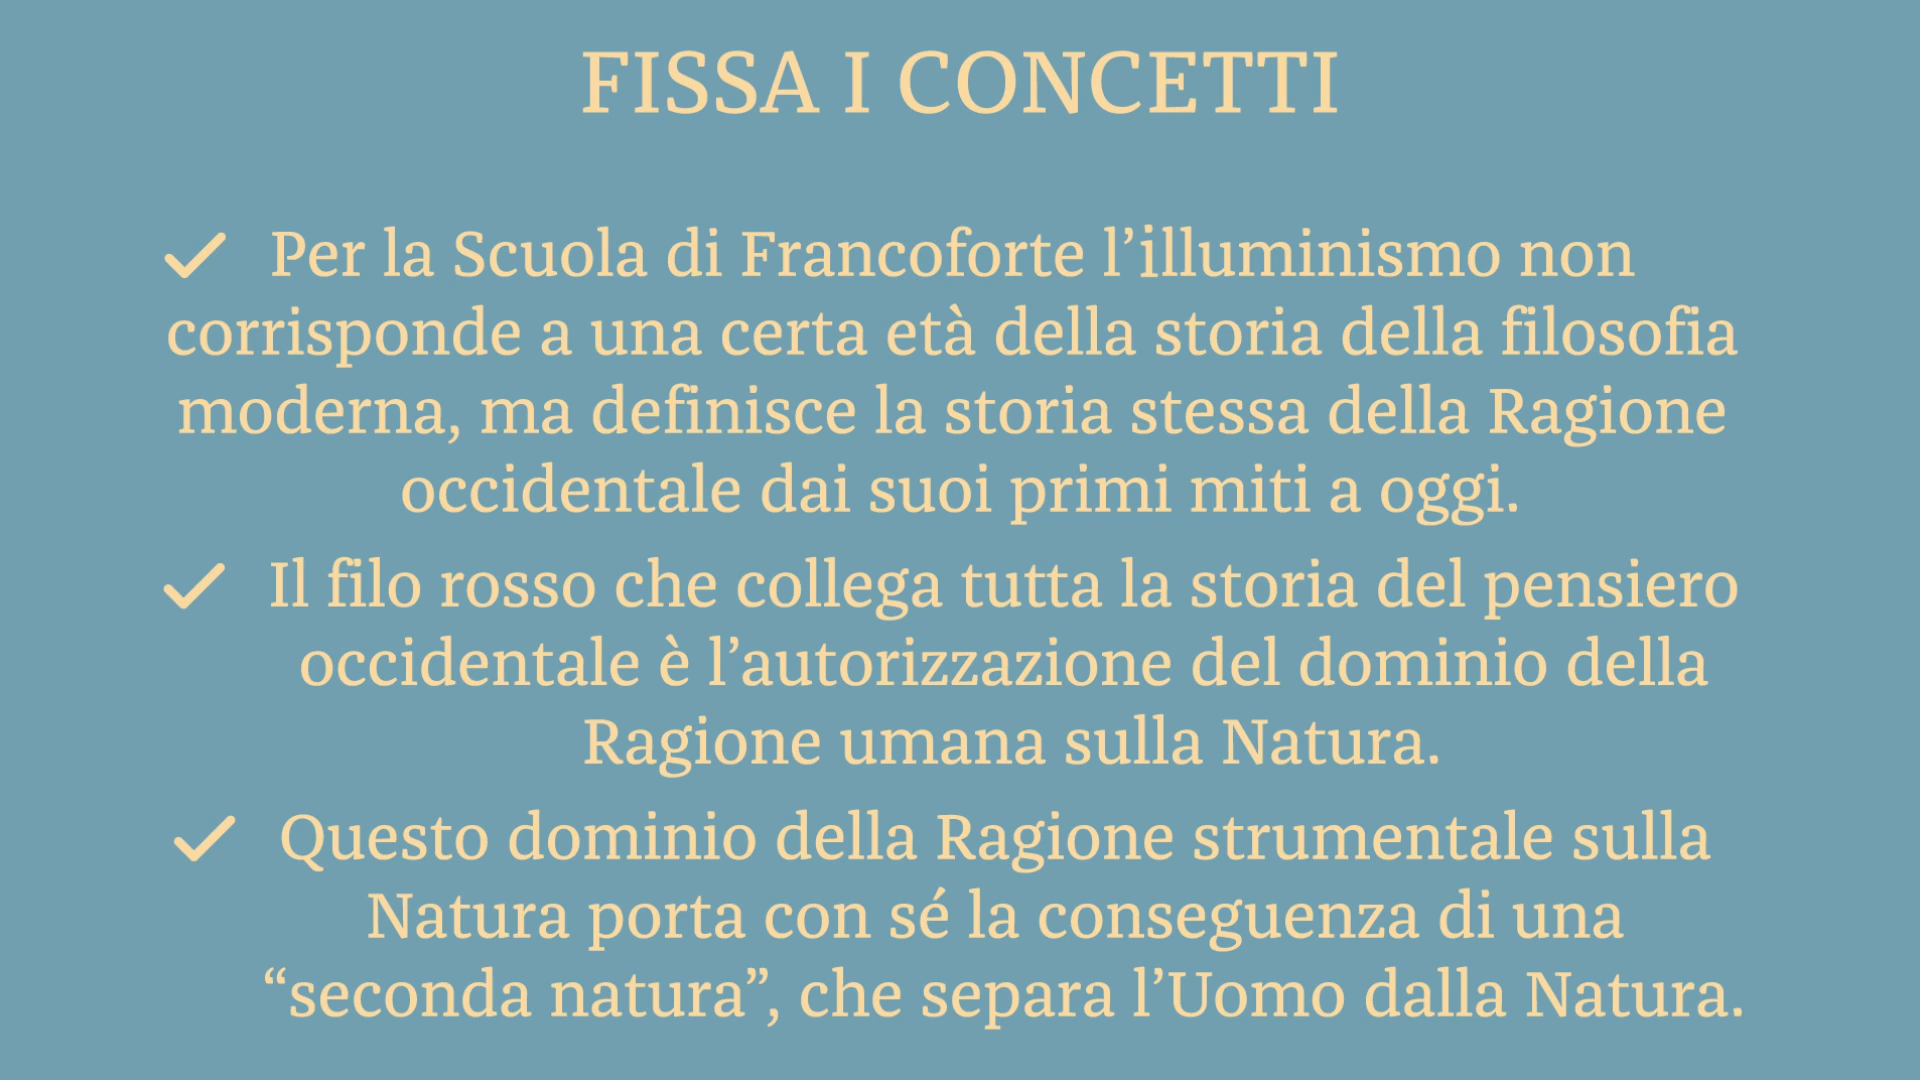 FISSA I CONCETTI
✓ Per la Scuola di Francoforte l’illuminismo non
corrisponde a una certa età della storia della filosofia
moderna, ma definisce la storia stessa della Ragione
occidentale dai suoi primi miti a oggi.
✓ Il filo rosso che collega tutta la storia del pensiero
occidentale è l’autorizzazione del dominio della
Ragione umana sulla Natura.
✓ Questo dominio della Ragione strumentale sulla
Natura porta con sé la conseguenza di una
“seconda natura”, che separa l’Uomo dalla Natura.